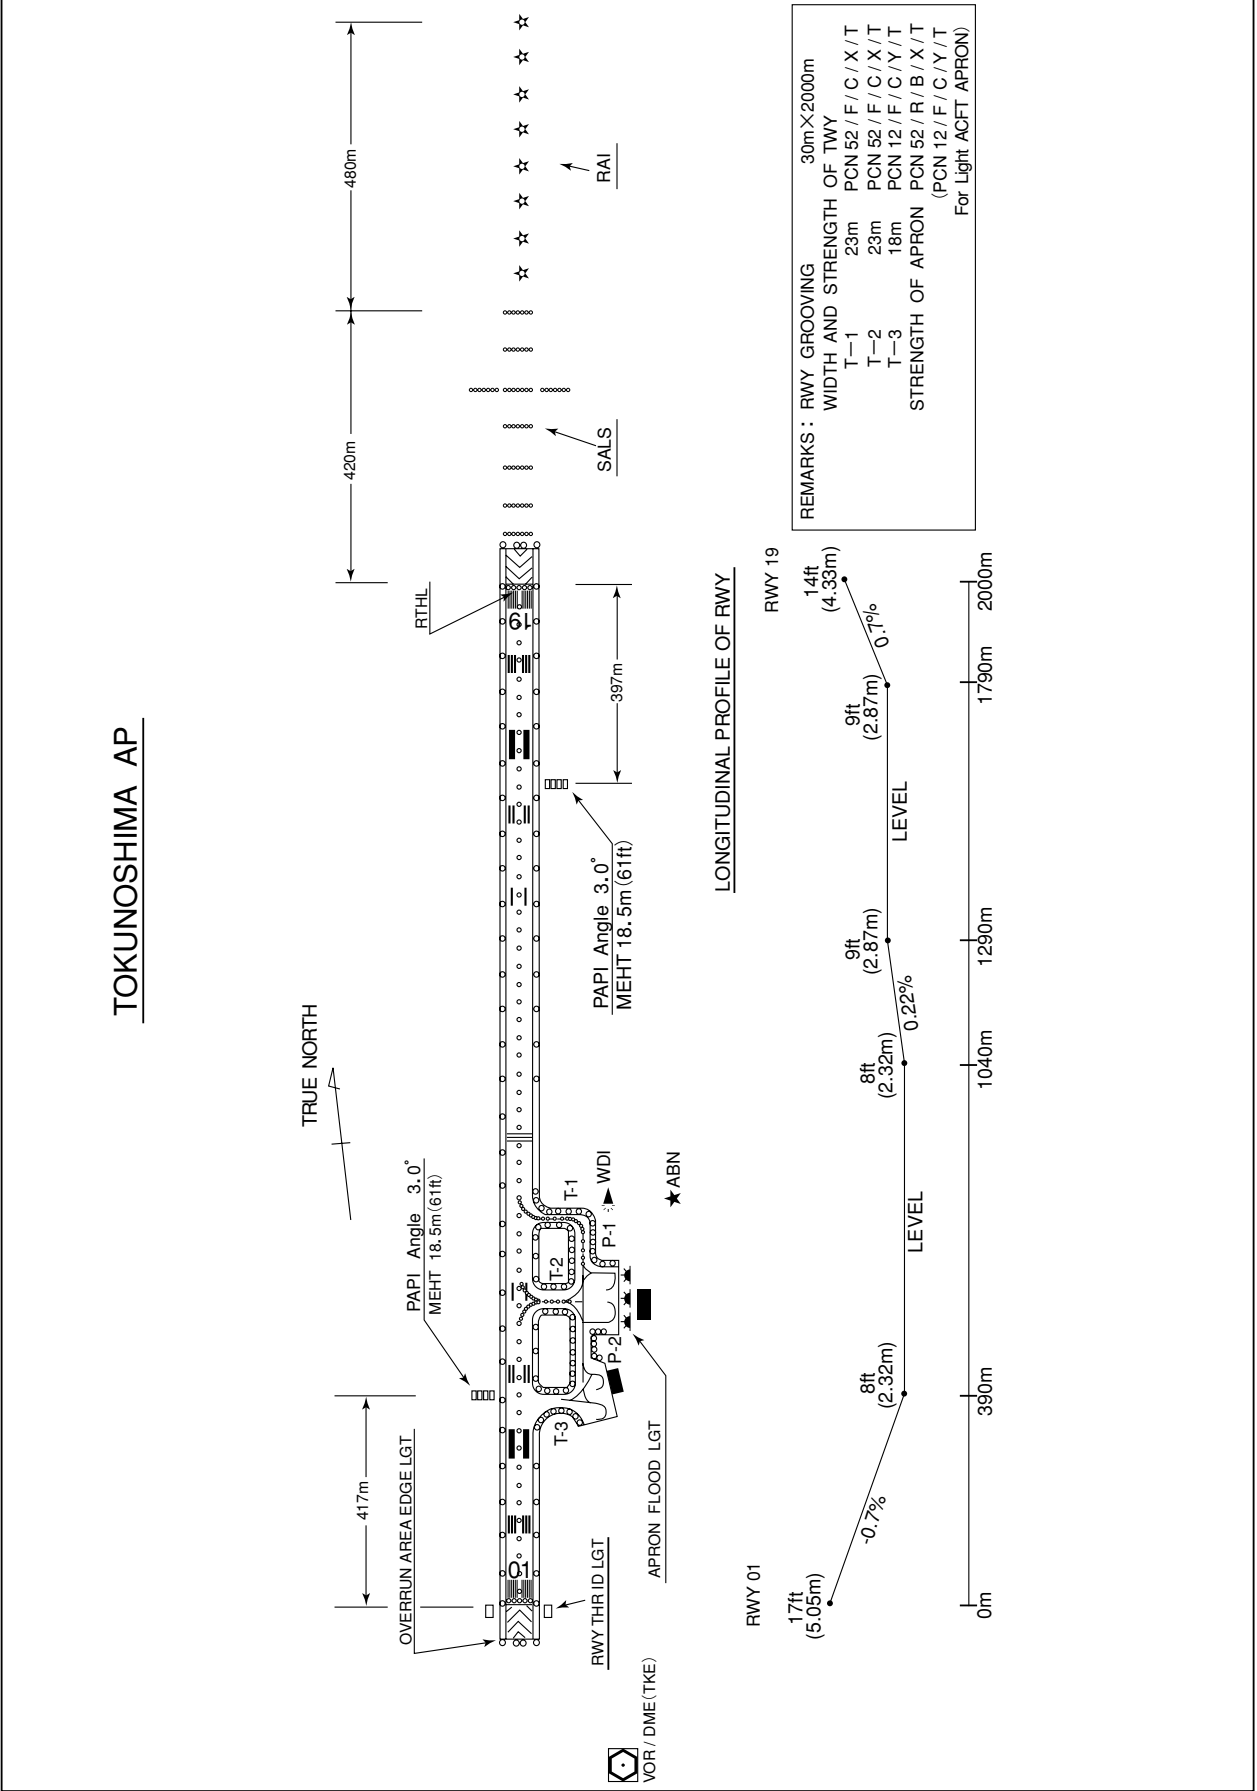 TOKUNOSHIMA AP
TRUE NORTH
417m
PAPI Angle 3.0°
MEHT 18.5m(61ft)
OVERRUN AREA EDGE LGT
RTHL
420m
480m
SALS
RAI
01
19
T-1
T-2
T-3
P-1
P-2
WDI
ABN
APRON FLOOD LGT
RWY THR ID LGT
VOR / DME(TKE)
397m
PAPI Angle 3.0°
MEHT 18.5m(61ft)
LONGITUDINAL PROFILE OF RWY
RWY 01
RWY 19
17ft
(5.05m)
-0.7%
8ft
(2.32m)
LEVEL
8ft
(2.32m)
0.22%
9ft
(2.87m)
LEVEL
9ft
(2.87m)
0.7%
14ft
(4.33m)
0m
390m
1040m
1290m
1790m
2000m
REMARKS : RWY GROOVING 30m×2000m
WIDTH AND STRENGTH OF TWY
T—1 23m PCN 52 / F / C / X / T
T—2 23m PCN 52 / F / C / X / T
T—3 18m PCN 12 / F / C / Y / T
STRENGTH OF APRON PCN 52 / R / B / X / T
(PCN 12 / F / C / Y / T
For Light ACFT APRON)